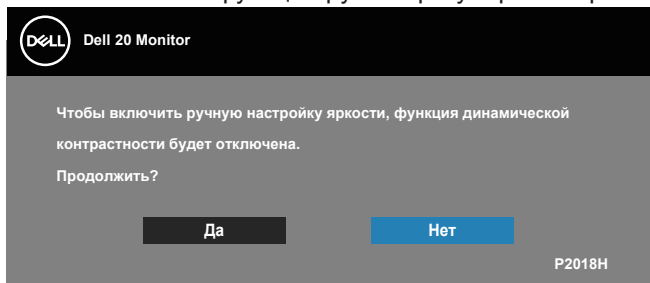 DELL Dell 20 Monitor
Чтобы включить ручную настройку яркости, функция динамической
контрастности будет отключена.
Продолжить?
Да Нет
P2018H